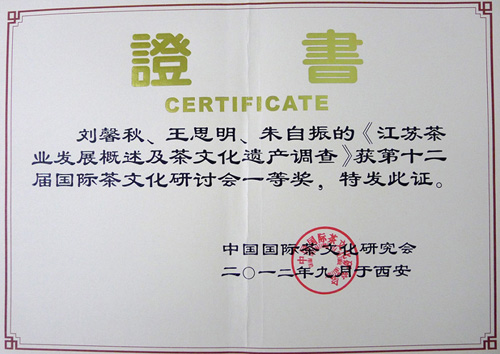 證書
CERTIFICATE
刘馨秋、王思明、朱自振的《江苏茶
业发展概述及茶文化遗产调查》获第十二
届国际茶文化研讨会一等奖，特发此证。
中国国际茶文化研究会
二〇一二年九月于西安